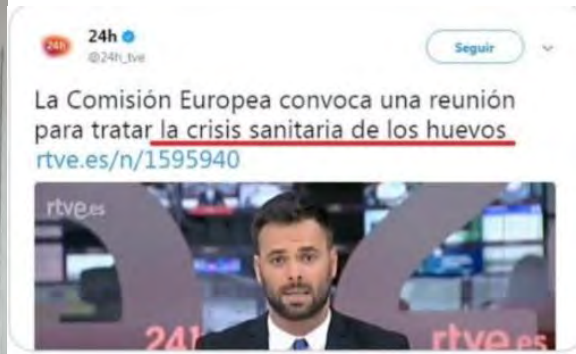 24h
24h
@24h_tve
Seguir
La Comisión Europea convoca una reunión
para tratar la crisis sanitaria de los huevos
rtve.es/n/1595940
rtve.es
24h
rtve.es